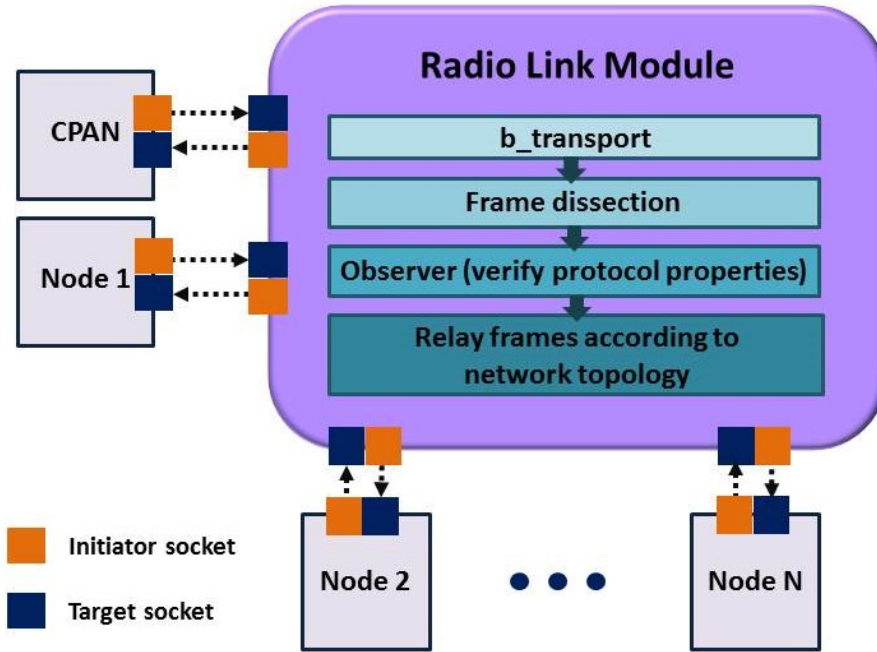 Radio Link Module
CPAN
b_transport
Frame dissection
Node 1
Observer (verify protocol properties)
Relay frames according to
network topology
Initiator socket
Target socket
Node 2
Node N